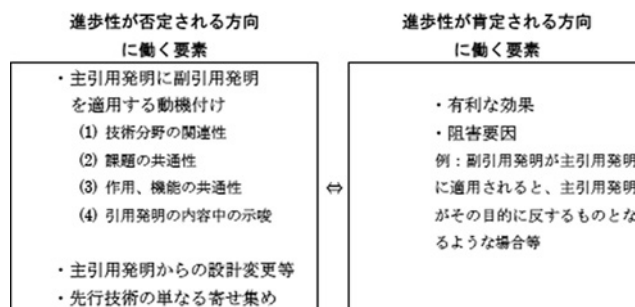 進歩性が否定される方向
に働く要素
・主引用発明に副引用発明
を適用する動機付け
(1) 技術分野の関連性
(2) 課題の共通性
(3) 作用、機能の共通性
(4) 引用発明の内容中の示唆
・主引用発明からの設計変更等
・先行技術の単なる寄せ集め
⇔
進歩性が肯定される方向
に働く要素
・有利な効果
・阻害要因
例：副引用発明が主引用発明
に適用されると、主引用発明
がその目的に反するものとな
るような場合等